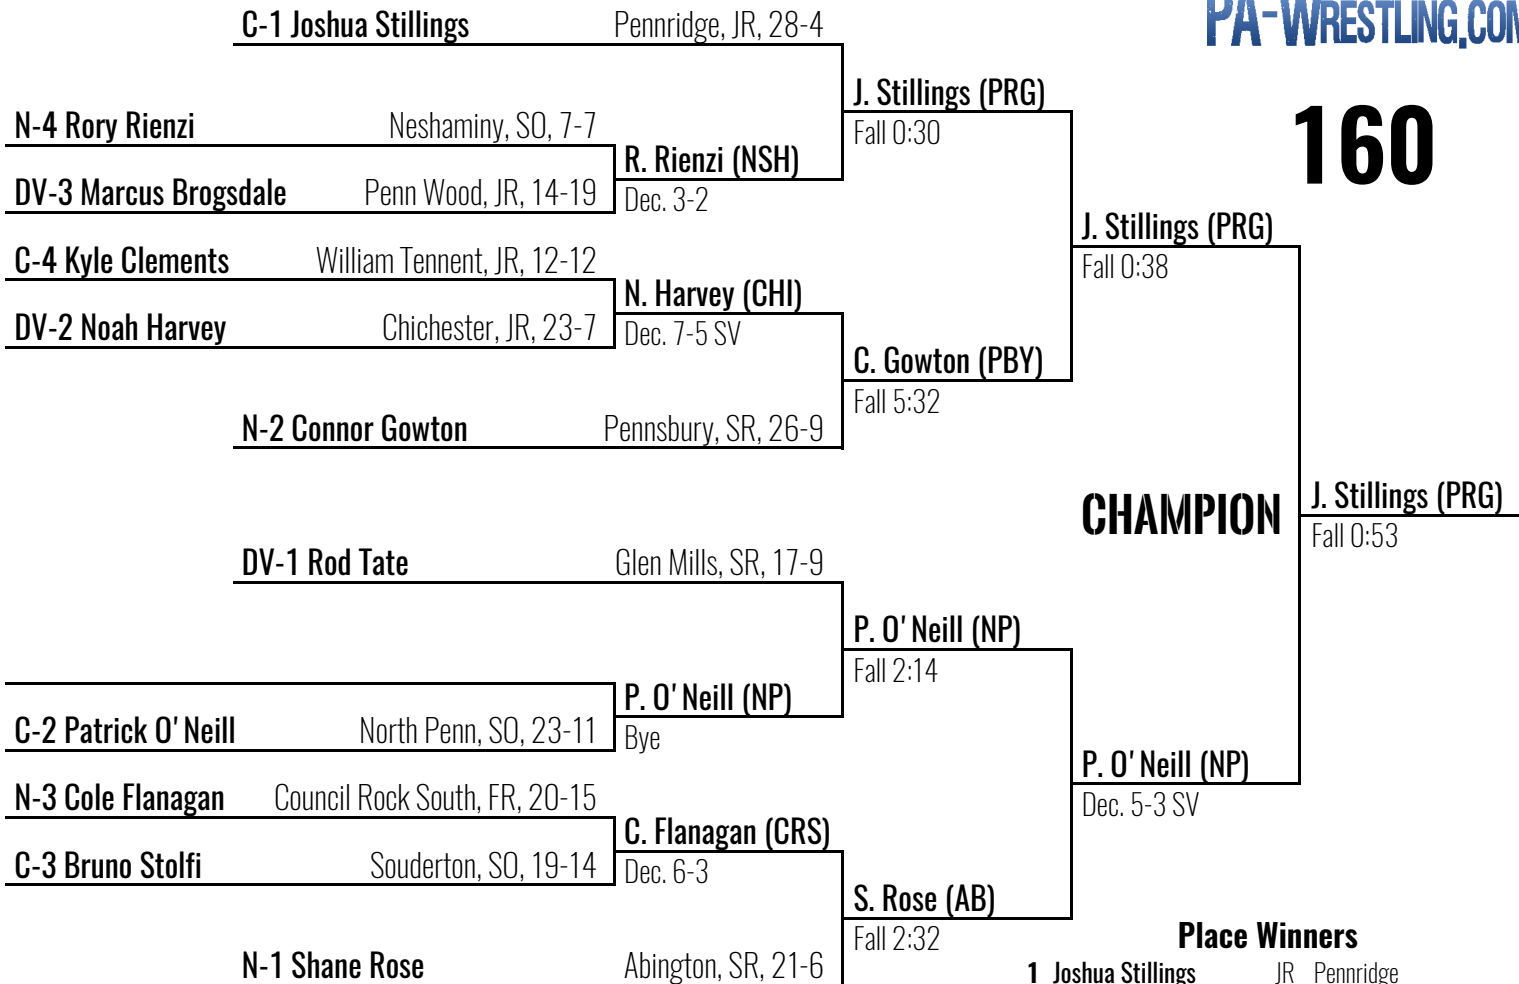 PA-WRESTLING.COM
160
C-1 Joshua Stillings Pennridge, JR, 28-4
J. Stillings (PRG)
Fall 0:30
N-4 Rory Rienzi Neshaminy, SO, 7-7
R. Rienzi (NSH)
Dec. 3-2
DV-3 Marcus Brogsdale Penn Wood, JR, 14-19
J. Stillings (PRG)
Fall 0:38
C-4 Kyle Clements William Tennent, JR, 12-12
N. Harvey (CHI)
Dec. 7-5 SV
DV-2 Noah Harvey Chichester, JR, 23-7
C. Gowton (PBY)
Fall 5:32
N-2 Connor Gowton Pennsbury, SR, 26-9
CHAMPION
J. Stillings (PRG)
Fall 0:53
DV-1 Rod Tate Glen Mills, SR, 17-9
P. O'Neill (NP)
Fall 2:14
P. O'Neill (NP)
Bye
C-2 Patrick O'Neill North Penn, SO, 23-11
P. O'Neill (NP)
Dec. 5-3 SV
N-3 Cole Flanagan Council Rock South, FR, 20-15
C. Flanagan (CRS)
Dec. 6-3
C-3 Bruno Stolfi Souderton, SO, 19-14
S. Rose (AB)
Fall 2:32
N-1 Shane Rose Abington, SR, 21-6
Place Winners
1 Joshua Stillings JR Pennridge